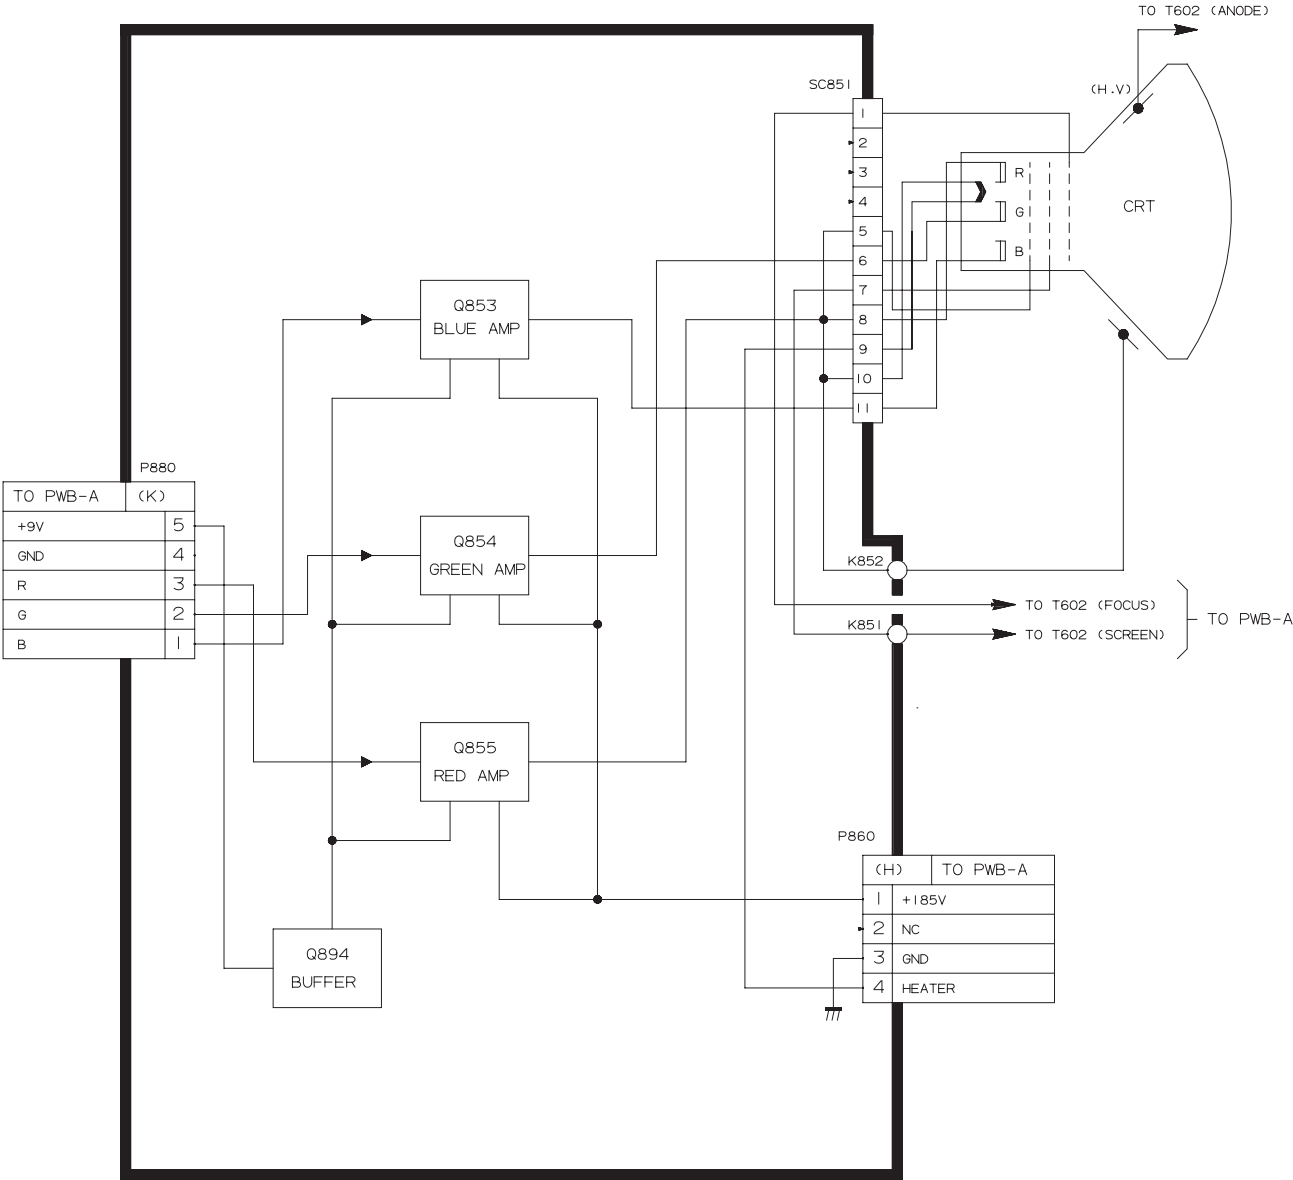 TO T602 (ANODE)
SC851
(H.V)
1
2
3
4
5
6
7
8
9
10
11
R
G
B
CRT
Q853
BLUE AMP
P880
TO PWB-A (K)
+9V 5
GND 4
R 3
G 2
B 1
Q854
GREEN AMP
K852
TO T602 (FOCUS)
K851
TO T602 (SCREEN)
TO PWB-A
Q855
RED AMP
P860
(H) TO PWB-A
1 +185V
2 NC
3 GND
4 HEATER
Q894
BUFFER